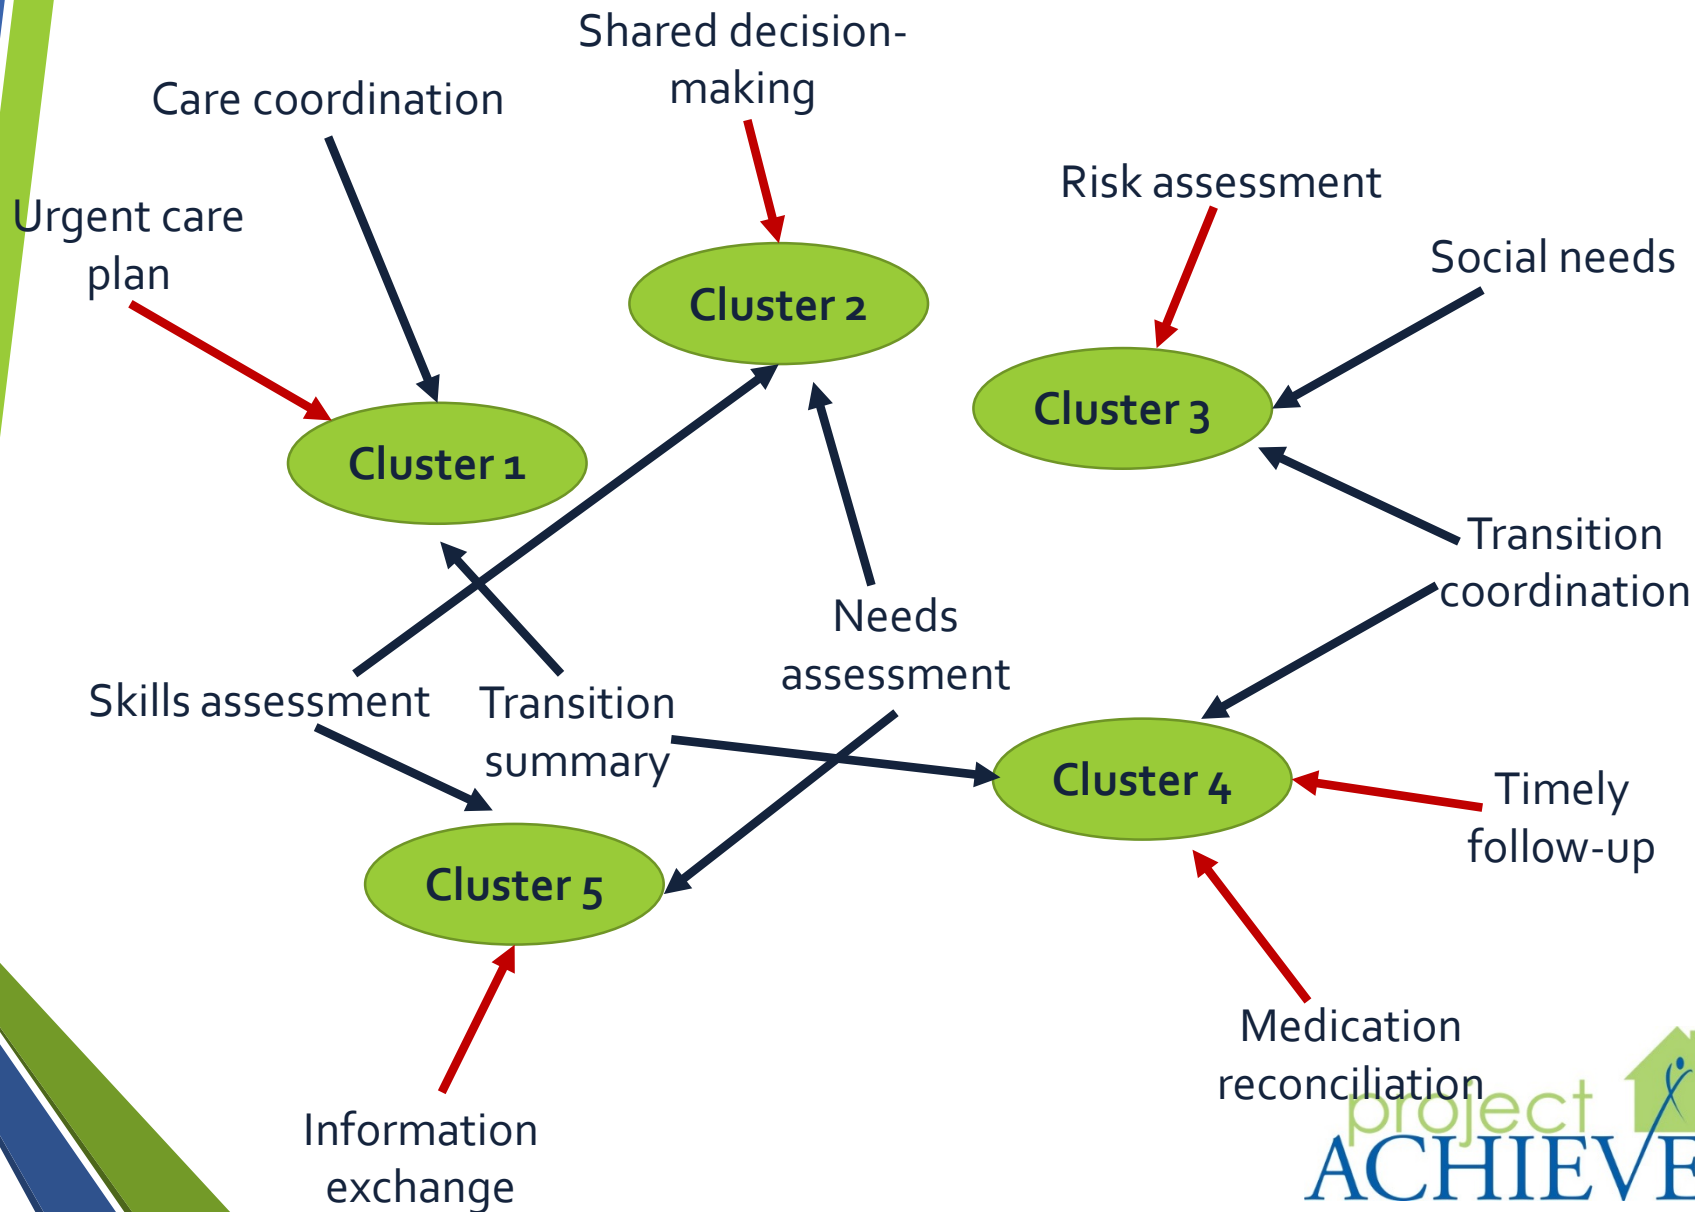 Shared decision-
making
Care coordination
Risk assessment
Urgent care
plan
Social needs
Cluster 2
Cluster 3
Cluster 1
Transition
coordination
Needs
assessment
Skills assessment
Transition
summary
Cluster 4
Timely
follow-up
Cluster 5
Medication
reconciliation
Information
exchange
project
ACHIEVE